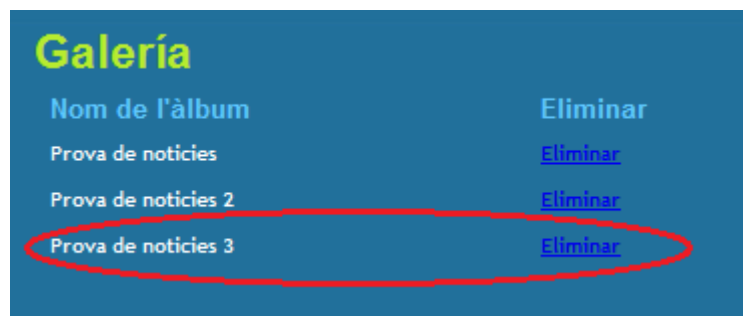 Galería
Nom de l'àlbum Eliminar
Prova de noticies Eliminar
Prova de noticies 2 Eliminar
Prova de noticies 3 Eliminar